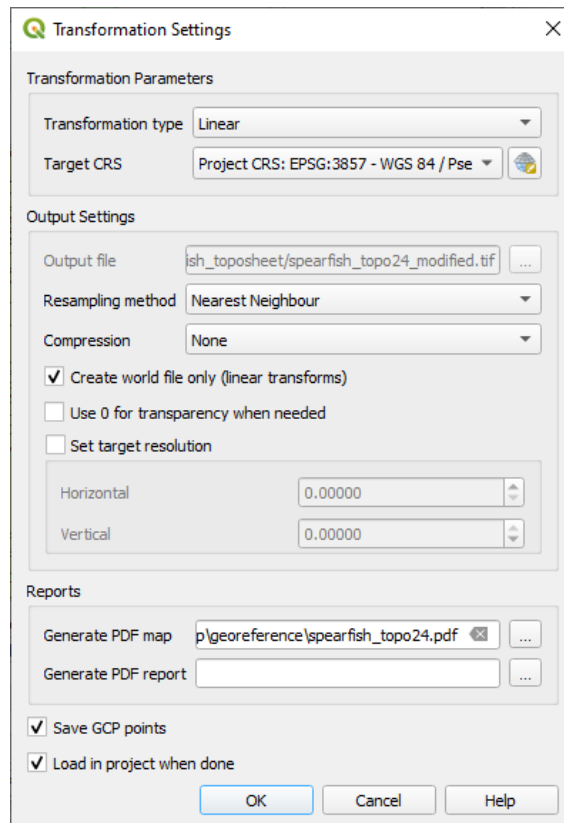 Transformation Settings
Transformation Parameters
Transformation type Linear
Target CRS Project CRS: EPSG:3857 - WGS 84 / Pse
Output Settings
Output file ish_toposheet/spearfish_topo24_modified.tif ...
Resampling method Nearest Neighbour
Compression None
Create world file only (linear transforms)
Use 0 for transparency when needed
Set target resolution
Horizontal 0.00000
Vertical 0.00000
Reports
Generate PDF map p\georeference\spearfish_topo24.pdf ...
Generate PDF report ...
Save GCP points
Load in project when done
OK Cancel Help